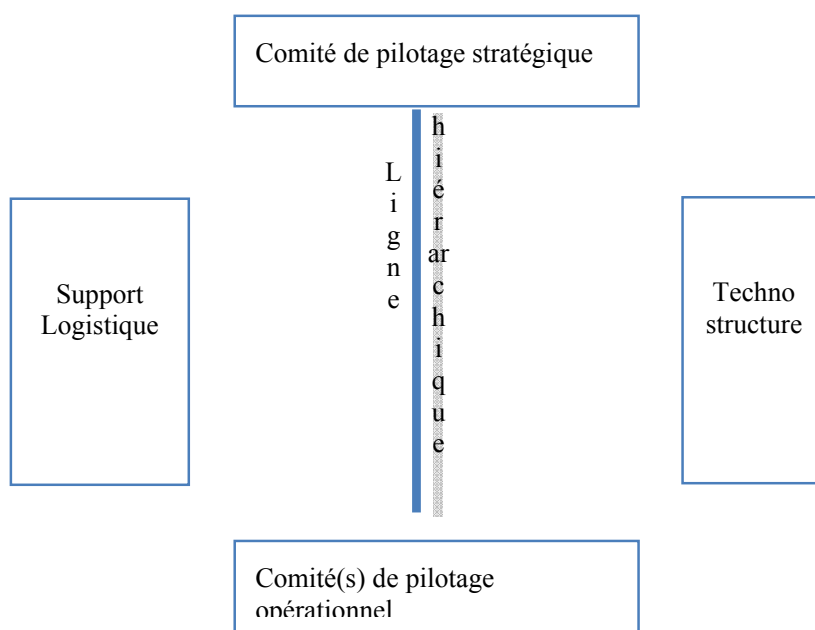 Comité de pilotage stratégique
Ligne
hiérarchique
Support
Logistique
Techno
structure
Comité(s) de pilotage
opérationnel